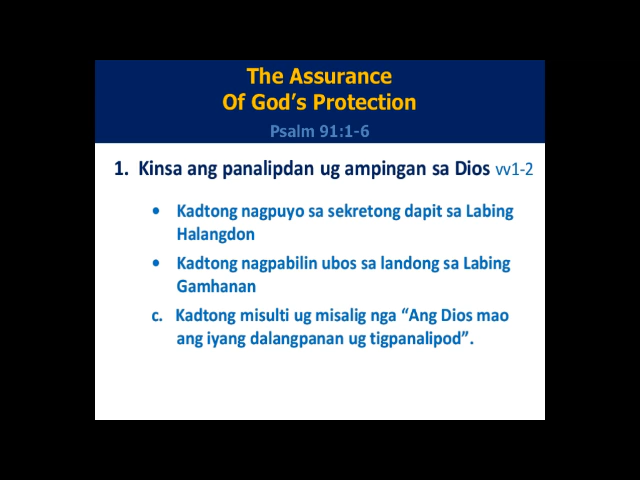 The Assurance
Of God's Protection
Psalm 91:1-6
1. Kinsa ang panalipdan ug ampingan sa Dios vv1-2
• Kadtong nagpuyo sa sekretong dapit sa Labing
Halangdon
• Kadtong nagpabilin ubos sa landong sa Labing
Gamhanan
c. Kadtong misulti ug misalig nga “Ang Dios mao
ang iyang dalangpanan ug tigpanalipod”.